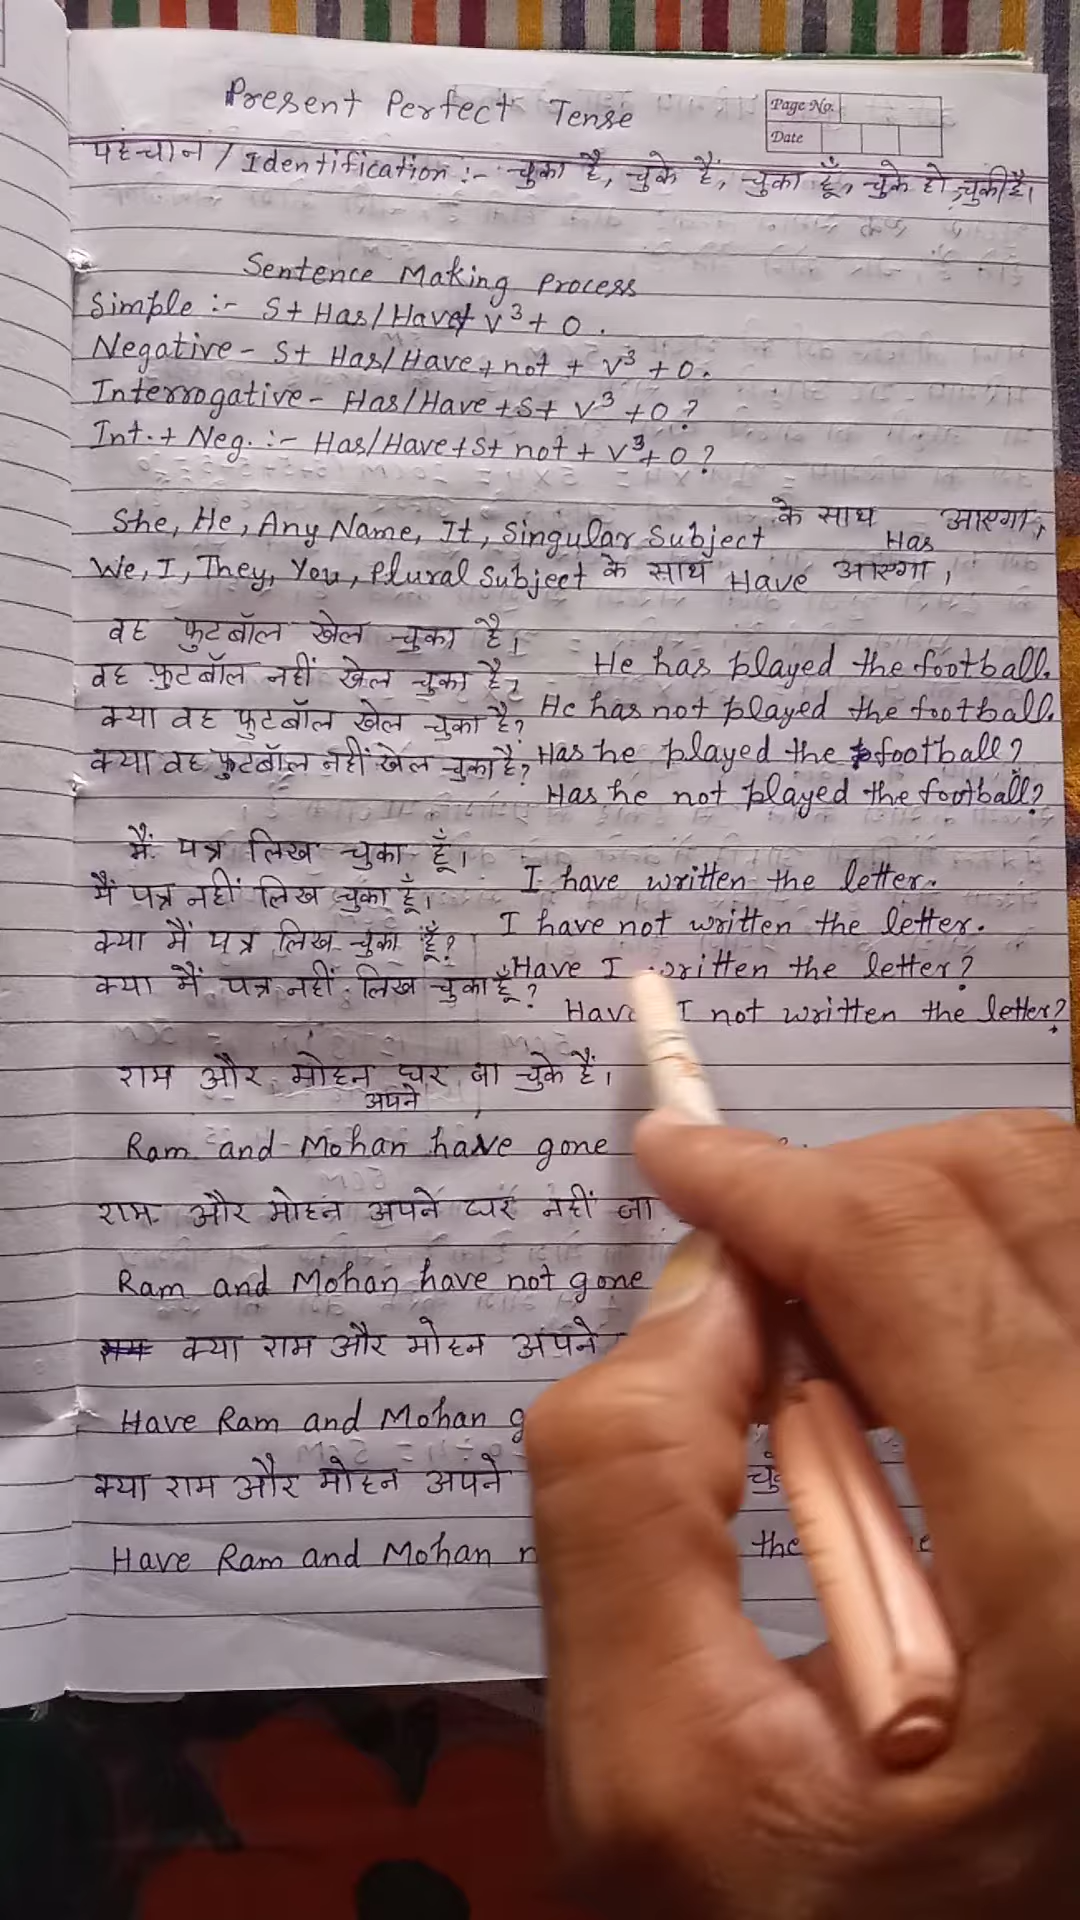 Present Perfect Tense
Page No.
Date
पहचान / Identification :- चुका है, चुके हैं, चुका हूँ, चुके हो, चुकी है।
Sentence Making Process
Simple :- S+ Has/Have+ V³+ O.
Negative - S+ Has/Have+not + V³ +O.
Interrogative - Has/Have +S+ V³ +O?
Int. + Neg. :- Has/Have+S+ not + V³+O?
She, He, Any Name, It, Singular Subject के साथ Has आएगा,
We, I, They, You, Plural Subject के साथ Have आएगा,
वह फुटबॉल खेल चुका है।
वह फुटबॉल नहीं खेल चुका है, He has played the football.
क्या वह फुटबॉल खेल चुका है? He has not played the football.
क्या वह फुटबॉल नहीं खेल चुका है? Has he played the football?
Has he not played the football?
मैं पत्र लिख चुका हूँ।
मैं पत्र नहीं लिख चुका हूँ। I have written the letter.
क्या मैं पत्र लिख चुका हूँ? I have not written the letter.
क्या मैं पत्र नहीं लिख चुका हूँ? Have I written the letter?
Have I not written the letter?
राम और मोहन घर जा चुके हैं।
अपने
Ram and Mohan have gone
राम और मोहन अपने घर नहीं जा
Ram and Mohan have not gone
क्या राम और मोहन अपने
Have Ram and Mohan
क्या राम और मोहन अपने
Have Ram and Mohan